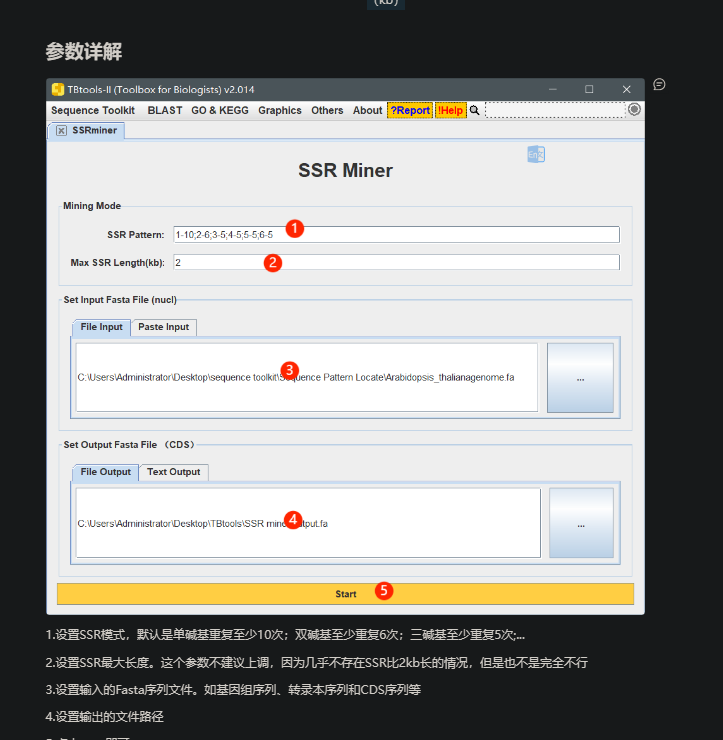 (kb)
参数详解
TBtools-II (Toolbox for Biologists) v2.014
Sequence Toolkit BLAST GO & KEGG Graphics Others About ?Report !Help
SSRminer
SSR Miner
Mining Mode
SSR Pattern: 1-10;2-6;3-5;4-5;5-5;6-5 1
Max SSR Length(kb): 2 2
Set Input Fasta File (nucl)
File Input Paste Input
3
C:\Users\Administrator\Desktop\sequence toolkit\Sequence Pattern Locate\Arabidopsis_thalianagenome.fa ...
Set Output Fasta File （CDS）
File Output Text Output
4
C:\Users\Administrator\Desktop\TBtools\SSR miner output.fa ...
Start 5
1.设置SSR模式，默认是单碱基重复至少10次；双碱基至少重复6次；三碱基至少重复5次;...
2.设置SSR最大长度。这个参数不建议上调，因为几乎不存在SSR比2kb长的情况，但是也不是完全不行
3.设置输入的Fasta序列文件。如基因组序列、转录本序列和CDS序列等
4.设置输出的文件路径